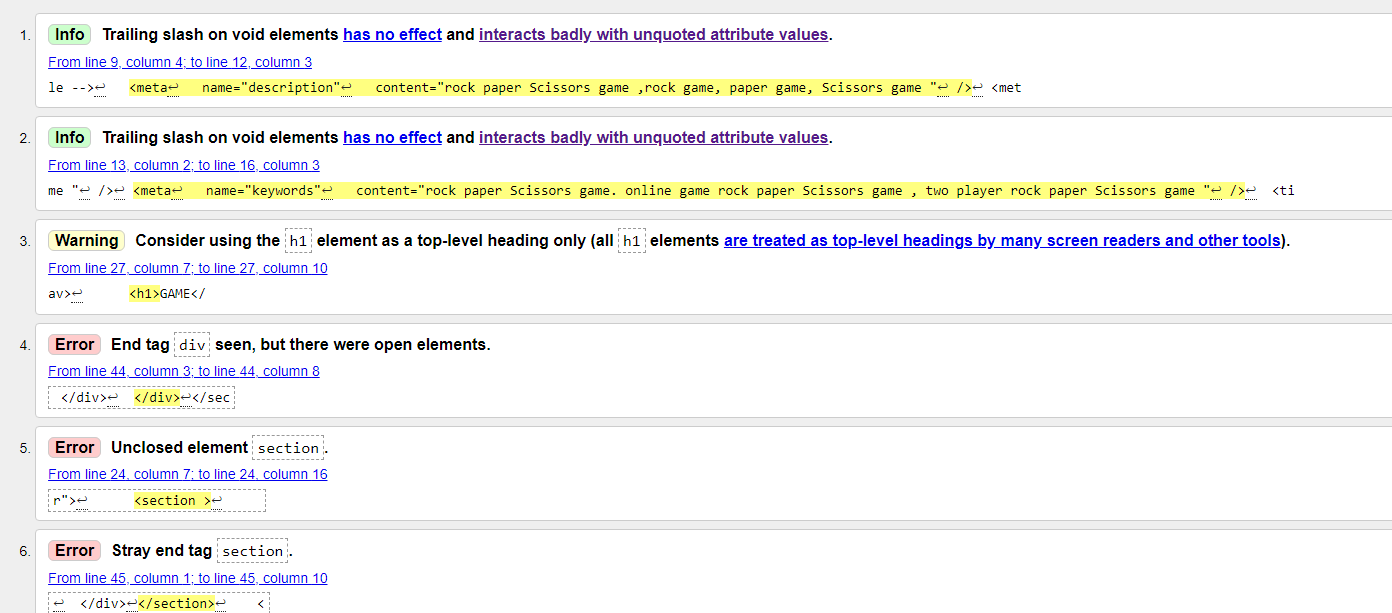 1. Info Trailing slash on void elements has no effect and interacts badly with unquoted attribute values.
From line 9, column 4; to line 12, column 3
le -->↩ <meta↩ name="description"↩ content="rock paper Scissors game ,rock game, paper game, Scissors game "↩ />↩ <met
2. Info Trailing slash on void elements has no effect and interacts badly with unquoted attribute values.
From line 13, column 2; to line 16, column 3
me "↩ />↩ <meta↩ name="keywords"↩ content="rock paper Scissors game. online game rock paper Scissors game , two player rock paper Scissors game "↩ />↩ <ti
3. Warning Consider using the h1 element as a top-level heading only (all h1 elements are treated as top-level headings by many screen readers and other tools).
From line 27, column 7; to line 27, column 10
av>↩ <h1>GAME</
4. Error End tag div seen, but there were open elements.
From line 44, column 3; to line 44, column 8
</div>↩ </div>↩</sec
5. Error Unclosed element section.
From line 24, column 7; to line 24, column 16
r">↩ <section >↩
6. Error Stray end tag section.
From line 45, column 1; to line 45, column 10
↩ </div>↩</section>↩ <